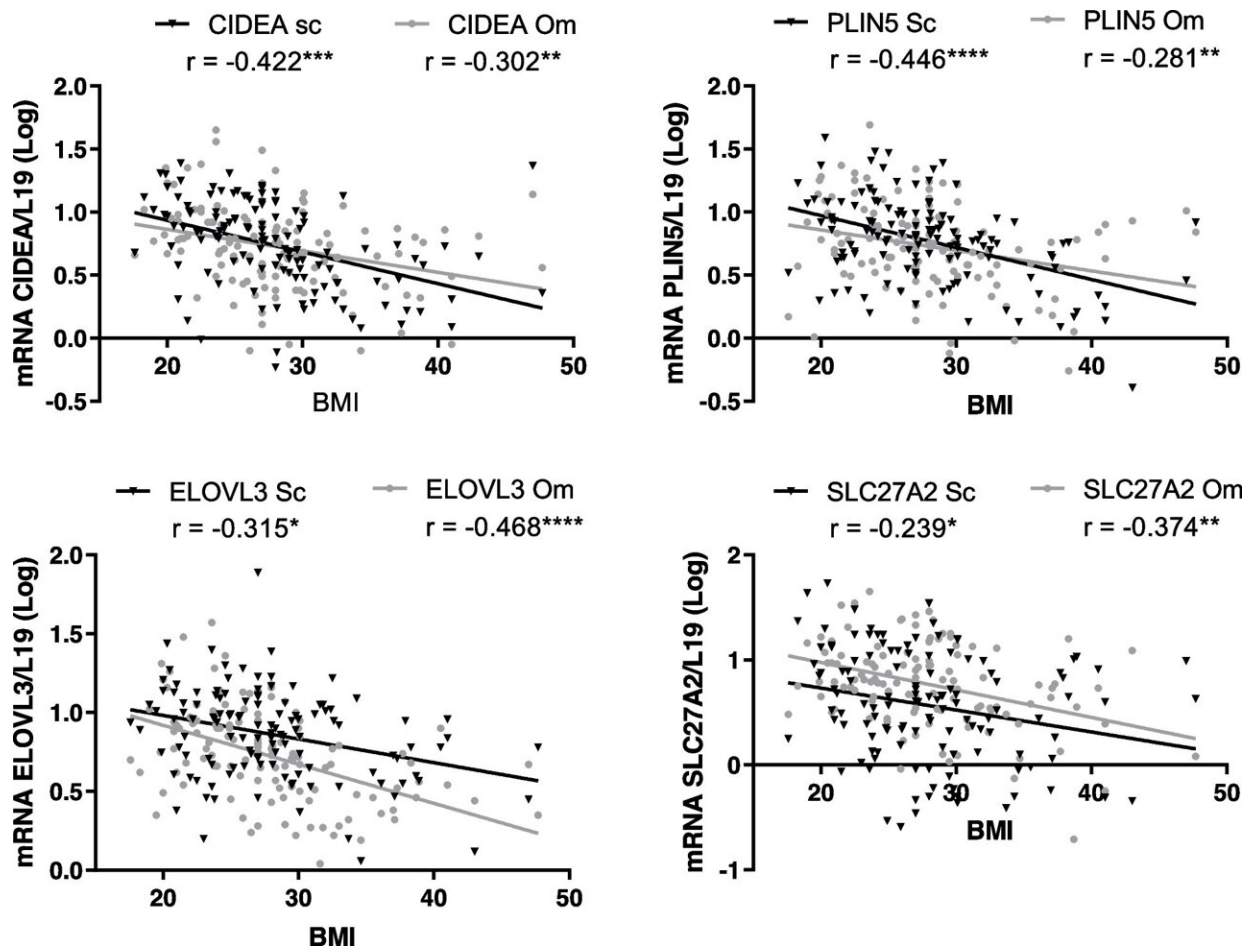 CIDEA sc CIDEA Om
r = -0.422*** r = -0.302**
mRNA CIDEA/L19 (Log)
2.0
1.5
1.0
0.5
0.0
-0.5
20 30 40 50
BMI
PLIN5 Sc PLIN5 Om
r = -0.446**** r = -0.281**
mRNA PLIN5/L19 (Log)
2.0
1.5
1.0
0.5
0.0
-0.5
20 30 40 50
BMI
ELOVL3 Sc ELOVL3 Om
r = -0.315* r = -0.468****
mRNA ELOVL3/L19 (Log)
2.0
1.5
1.0
0.5
0.0
20 30 40 50
BMI
SLC27A2 Sc SLC27A2 Om
r = -0.239* r = -0.374**
mRNA SLC27A2/L19 (Log)
2
1
0
-1
20 30 40 50
BMI